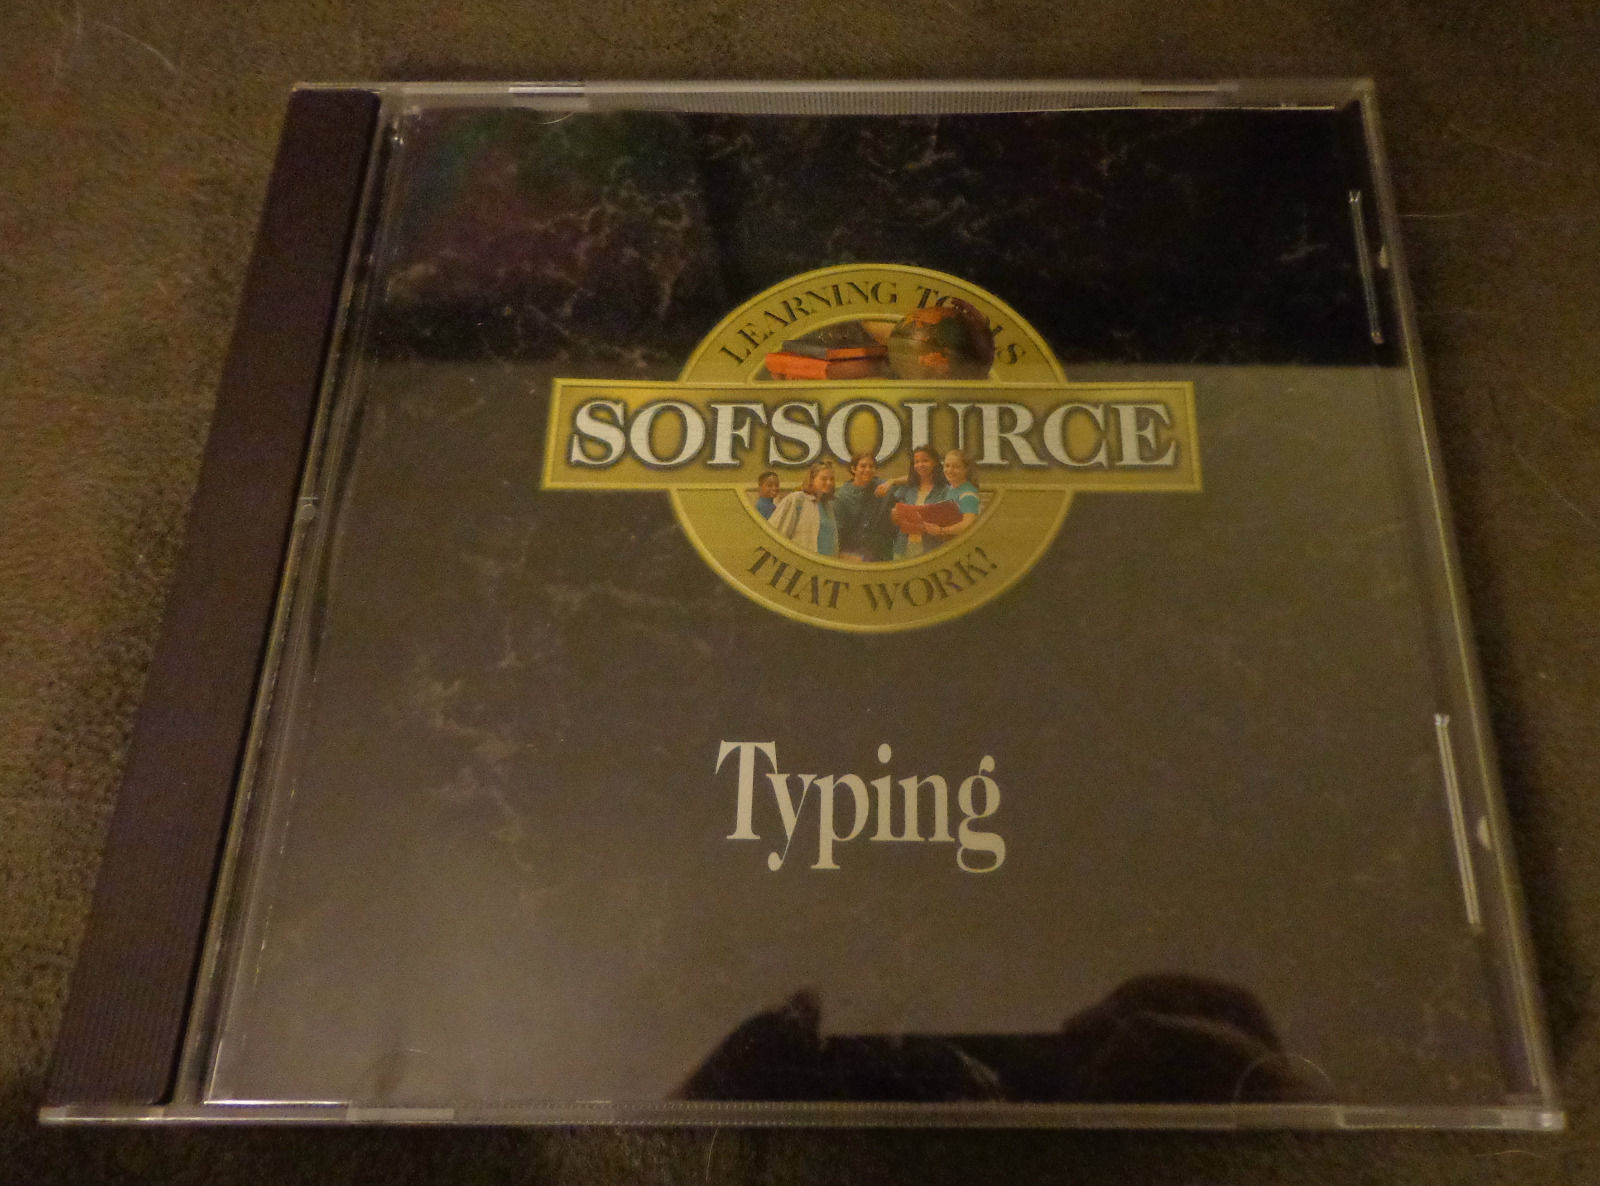 LEARNING TOOLS
SOFSOURCE
THAT WORK!
Typing